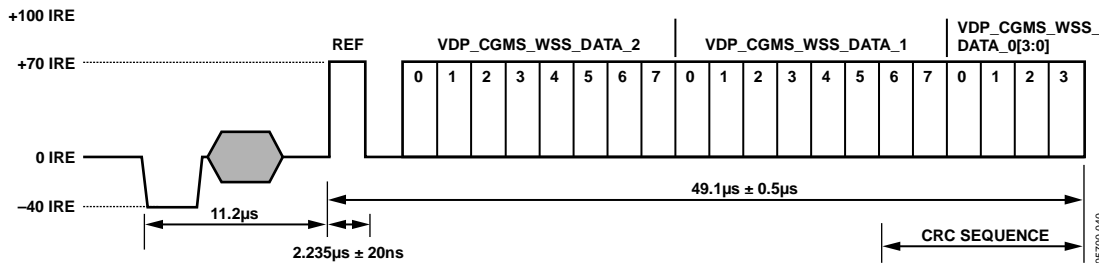 +100 IRE
REF
VDP_CGMS_WSS_DATA_2
VDP_CGMS_WSS_DATA_1
VDP_CGMS_WSS_
DATA_0[3:0]
+70 IRE
0 1 2 3 4 5 6 7 0 1 2 3 4 5 6 7 0 1 2 3
0 IRE
–40 IRE
49.1µs ± 0.5µs
11.2µs
CRC SEQUENCE
2.235µs ± 20ns